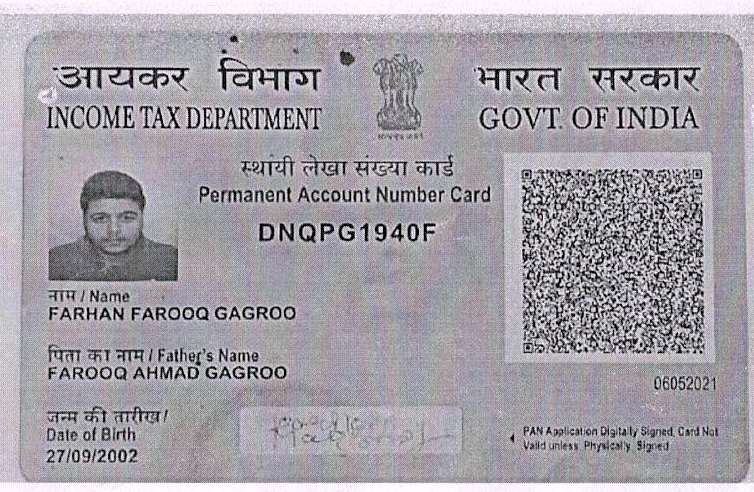 आयकर विभाग
INCOME TAX DEPARTMENT
भारत सरकार
GOVT. OF INDIA
स्थायी लेखा संख्या कार्ड
Permanent Account Number Card
DNQPG1940F
नाम / Name
FARHAN FAROOQ GAGROO
पिता का नाम / Father's Name
FAROOQ AHMAD GAGROO
जन्म की तारीख /
Date of Birth
27/09/2002
06052021
PAN Application Digitally Signed, Card Not
Valid unless Physically Signed